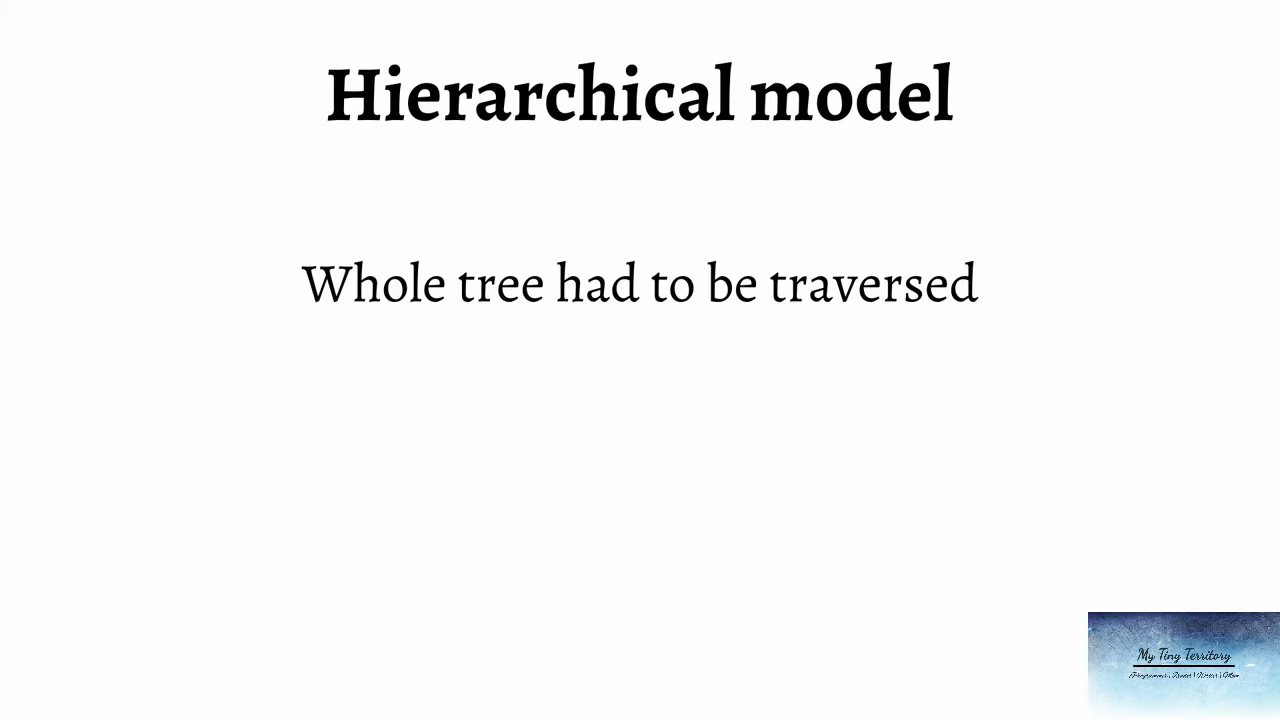 Hierarchical model
Whole tree had to be traversed
My Tiny Territory